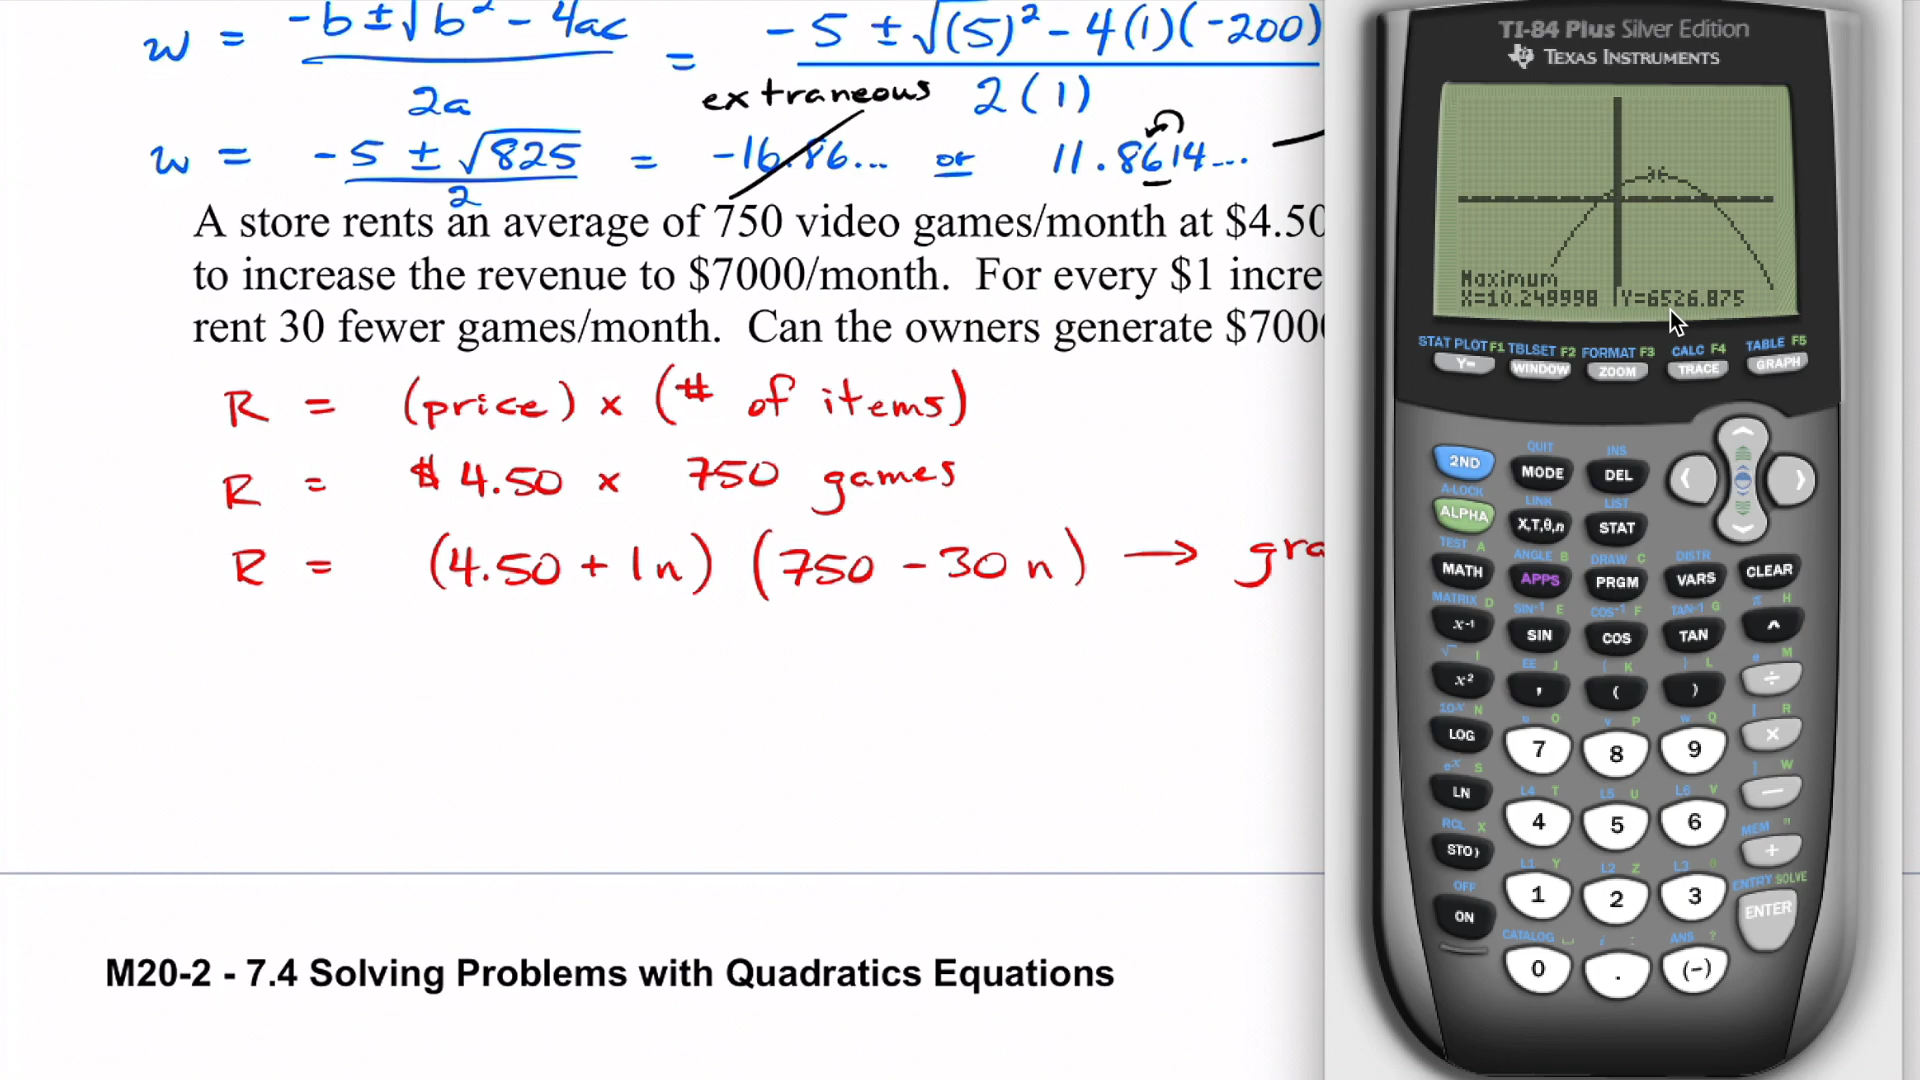 w = -b ± √b² - 4ac / 2a = -5 ± √(5)² - 4(1)(-200) / 2(1)
extraneous
w = -5 ± √825 / 2 = -16.86... or 11.8614...
A store rents an average of 750 video games/month at $4.50
to increase the revenue to $7000/month. For every $1 incre
rent 30 fewer games/month. Can the owners generate $700
R = (price) x (# of items)
R = $4.50 x 750 games
R = (4.50 + 1n) (750 - 30n) → gra
M20-2 - 7.4 Solving Problems with Quadratics Equations
TI-84 Plus Silver Edition
TEXAS INSTRUMENTS
Maximum
X=10.249998 Y=6526.875
STAT PLOT F1 TBLSET F2 FORMAT F3 CALC F4 TABLE F5
Y= WINDOW ZOOM TRACE GRAPH
QUIT INS
2ND MODE DEL
A-LOCK LINK LIST
ALPHA X,T,θ,n STAT
TEST A ANGLE B DRAW C DISTR
MATH APPS PRGM VARS CLEAR
MATRIX D SIN⁻¹ E COS⁻¹ F TAN⁻¹ G π H
x⁻¹ SIN COS TAN ^
√ I EE J { K } L e M
x² , ( ) ÷
10ˣ N u O v P w Q [ R
LOG 7 8 9 ×
eˣ S L4 T L5 U L6 V ] W
LN 4 5 6 −
RCL X L1 Y L2 Z L3 θ MEM "
STO› 1 2 3 +
OFF CATALOG i : ANS ? ENTRY SOLVE
ON 0 . (-) ENTER